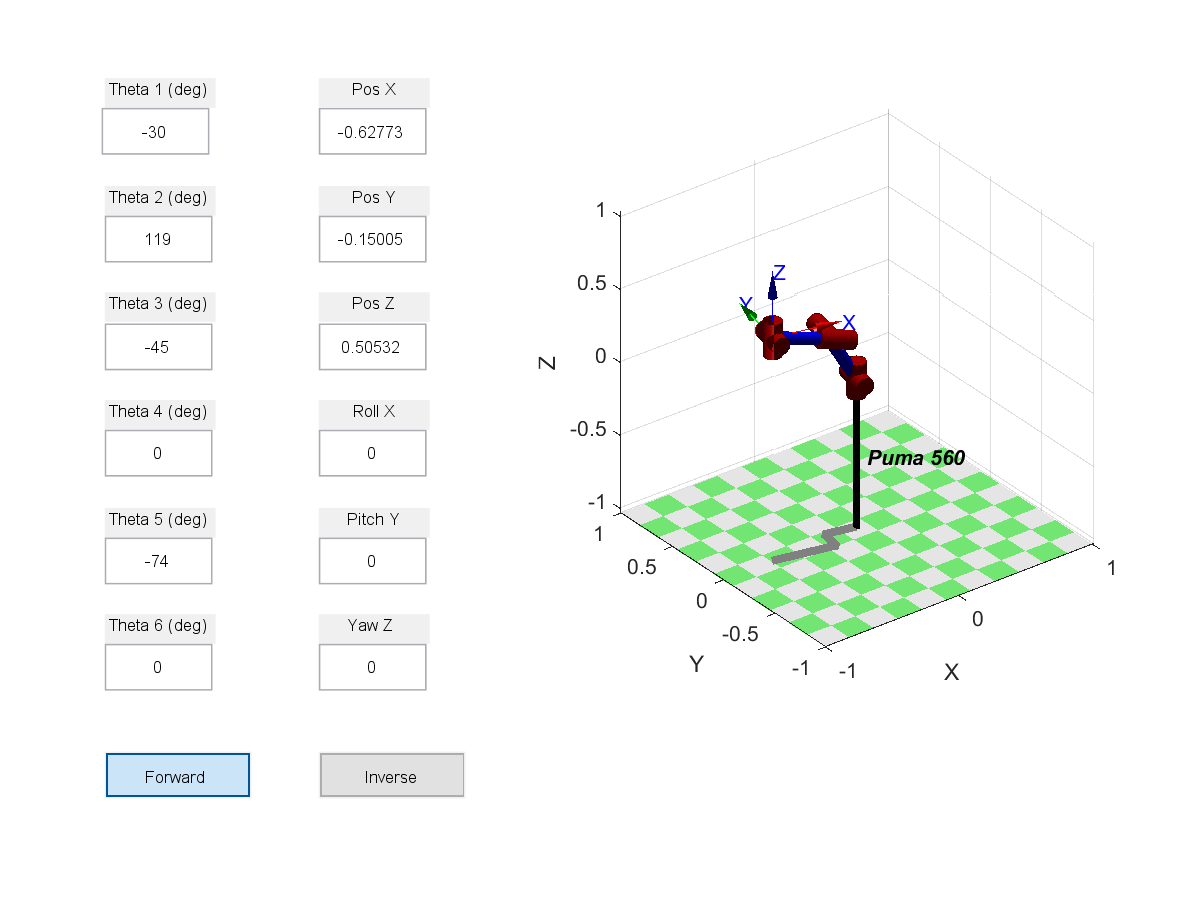 Theta 1 (deg)
-30
Pos X
-0.62773
Theta 2 (deg)
119
Pos Y
-0.15005
Theta 3 (deg)
-45
Pos Z
0.50532
Theta 4 (deg)
0
Roll X
0
Theta 5 (deg)
-74
Pitch Y
0
Theta 6 (deg)
0
Yaw Z
0
Forward
Inverse
1
0.5
0
-0.5
-1
Z
Z
Y
X
Puma 560
1
0.5
0
-0.5
-1
Y
-1
0
1
X